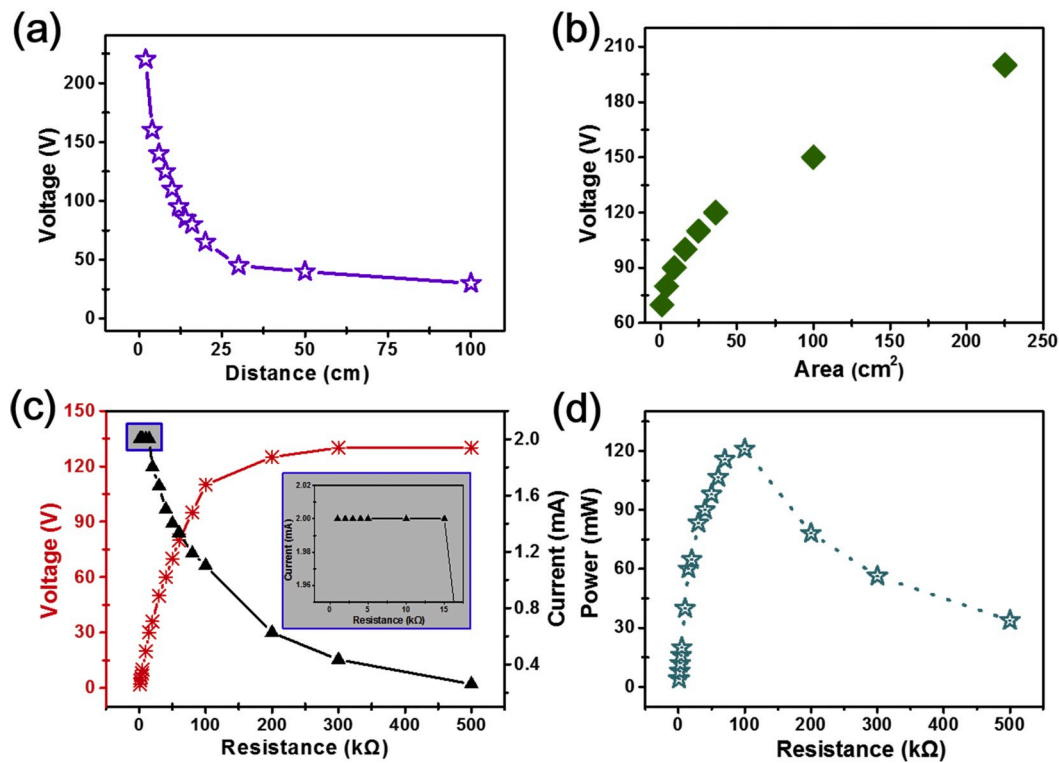 (a)
Voltage (V)
200
150
100
50
0
0 25 50 75 100
Distance (cm)
(b)
Voltage (V)
210
180
150
120
90
60
0 50 100 150 200 250
Area (cm²)
(c)
Voltage (V)
150
120
90
60
30
0
2.0
1.6
1.2
0.8
0.4
Current (mA)
Current (mA)
2.02
2.00
1.98
1.96
0 5 10 15
Resistance (kΩ)
0 100 200 300 400 500
Resistance (kΩ)
(d)
Power (mW)
120
90
60
30
0
0 100 200 300 400 500
Resistance (kΩ)